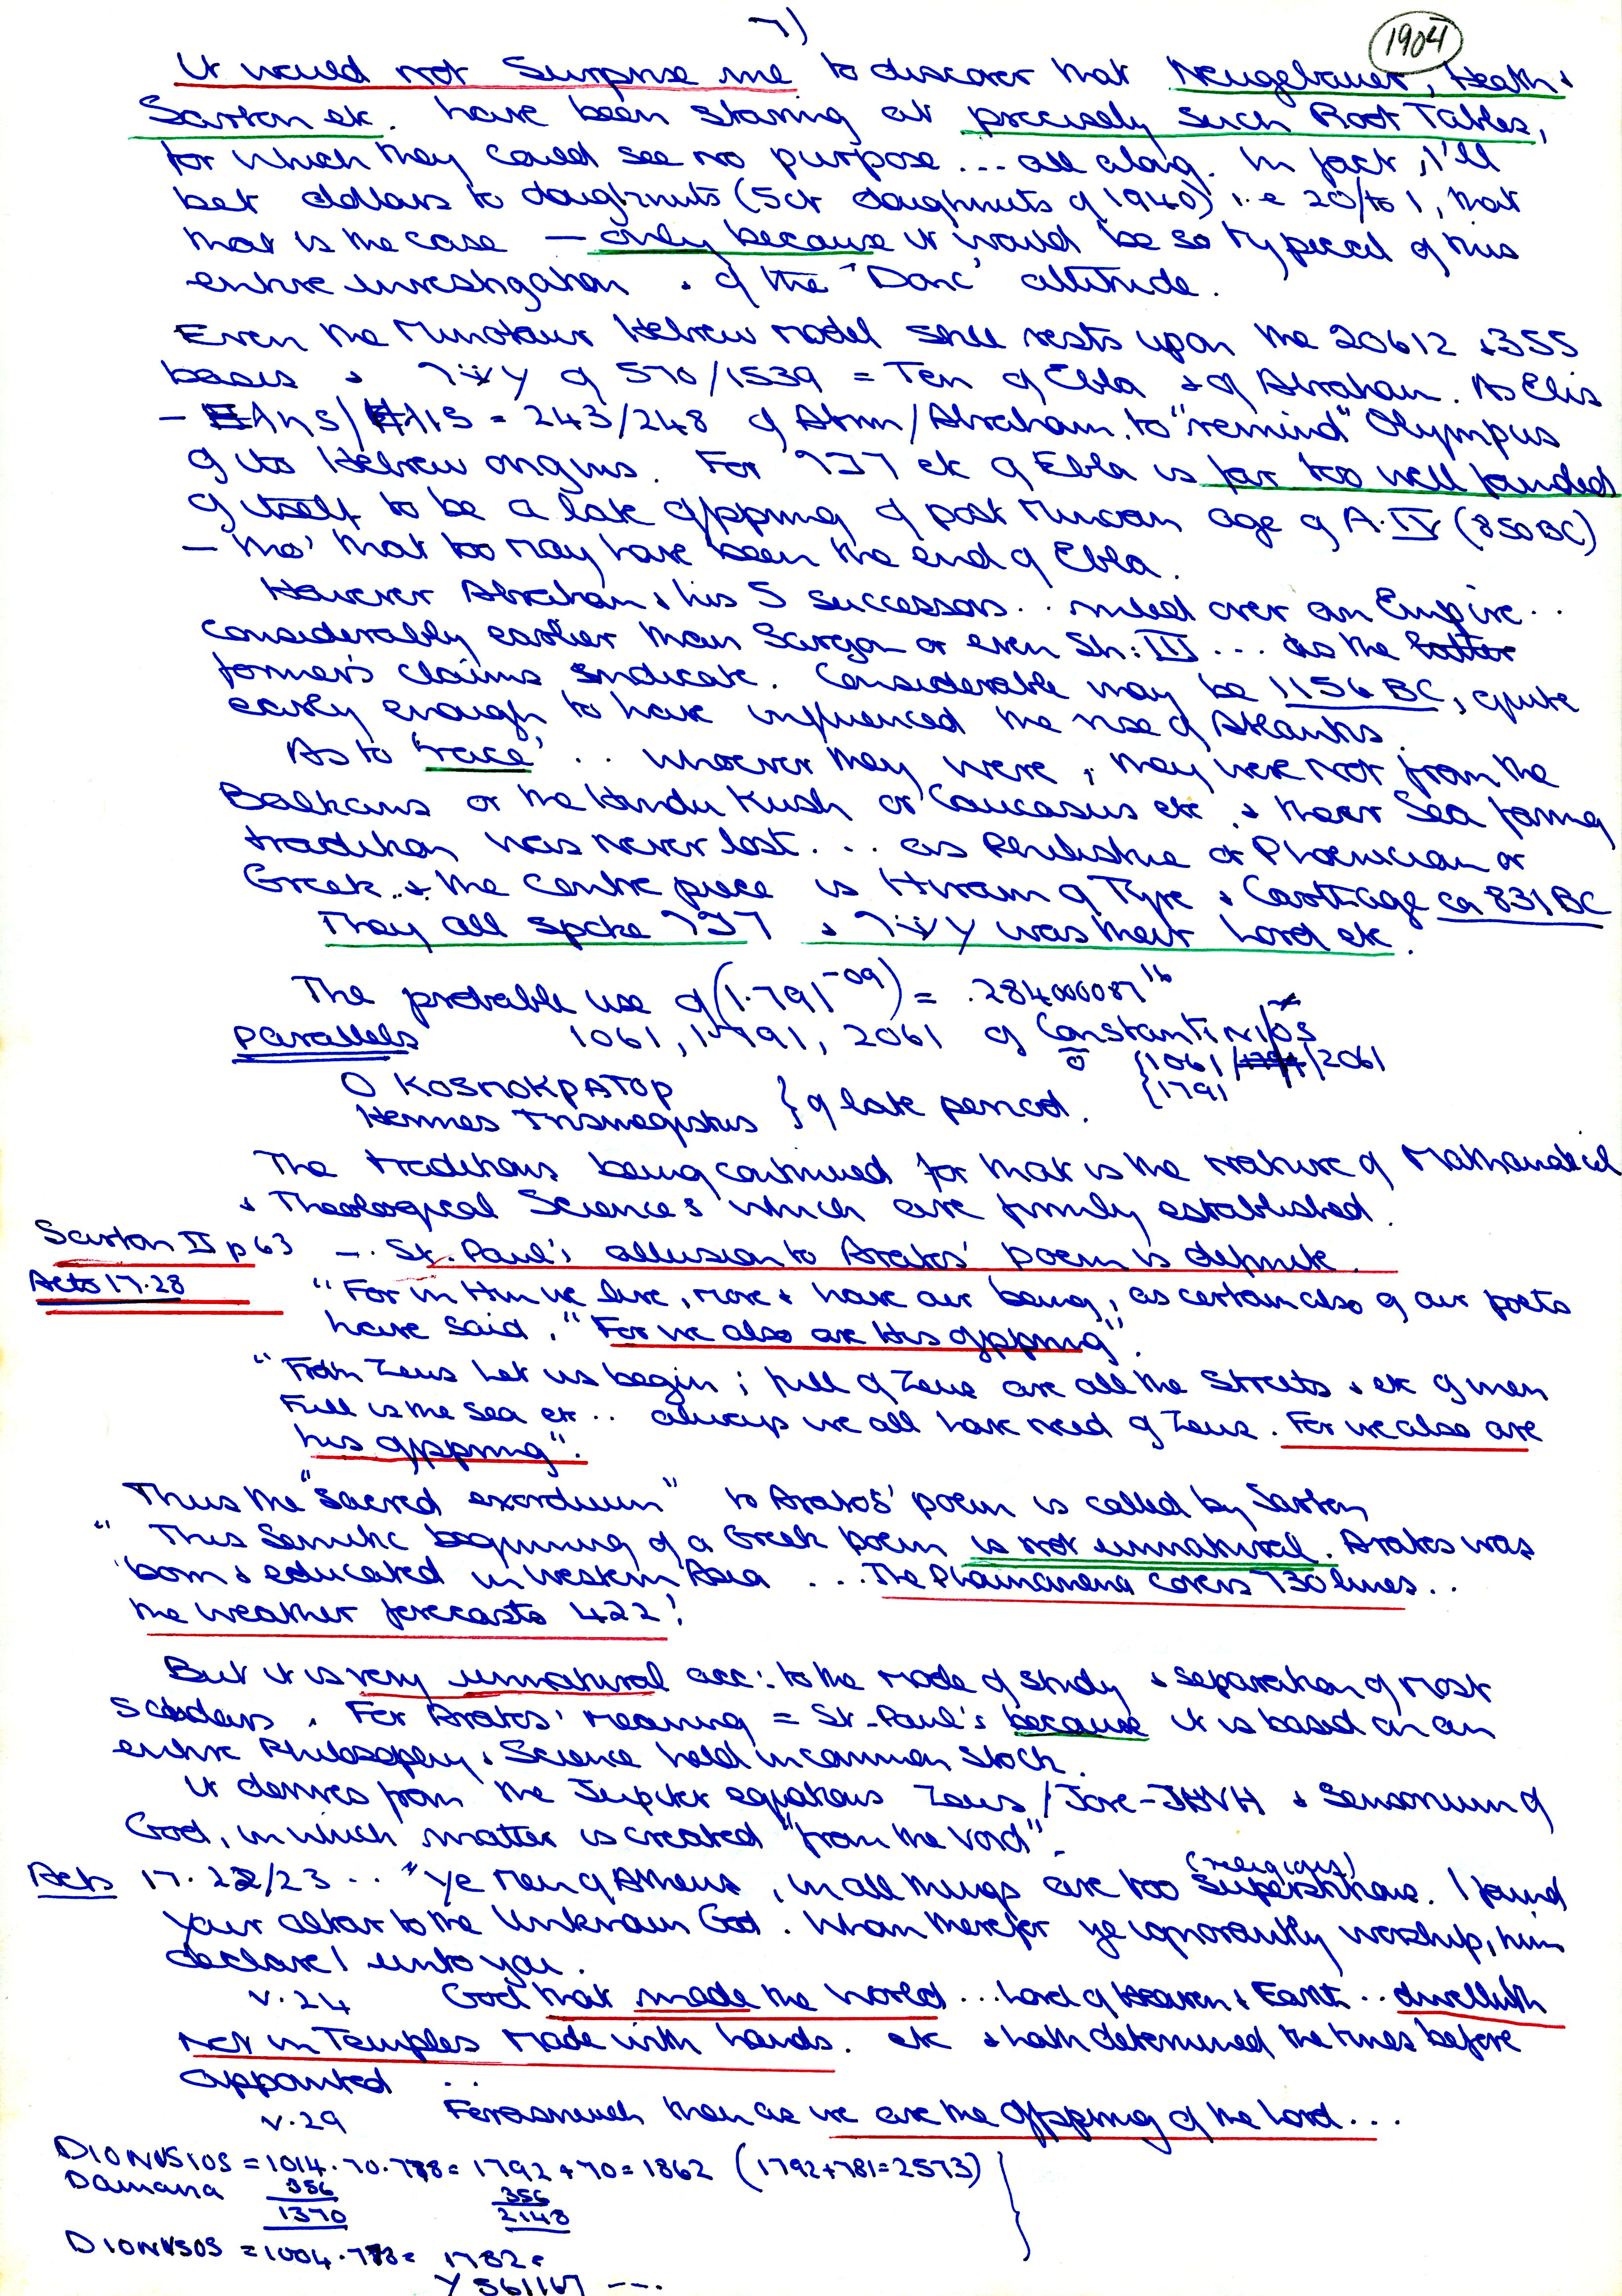 7)
1904
It would not Surprise me to discover that Neugebauer, Heath &
Sarton etc. have been staring at precisely such Root Tables,
for which they could see no purpose... all along. In fact, I'll
bet dollars to doughnuts (5ct doughnuts of 1940) i.e 20/to 1, that
that is the case — only because it would be so typical of this
entire investigation & of the 'Dark' attitude.
Even the Minotaur Hebrew model still rests upon the 20612 & 355
basis & of 570/1539 = Ten of Ebla & of Abraham. As Elis
= 243/248 of Abram/Abraham. to "remind" Olympus
of its Hebrew origins. For etc of Ebla is far too well founded
of itself to be a late offpring of post Minoan age of A.IV (850BC)
— tho' that too may have been the end of Ebla.
However Abraham & his 5 successors.. ruled over an Empire..
considerably earlier than Sargon or even Sh: III... as the latter
former's claims indicate. Considerable may be 1156 BC, quite
early enough to have influenced the rise of Atlantis.
As to 'race'.. whoever they were, they were not from the
Balkans or the Hindu Kush or Caucasus etc. & their Sea faring
tradition was never lost... as Philistine or Phoenician or
Greek.. & the centre piece is Hiram of Tyre & Carthage ca 831 BC
They all spoke & was their Lord etc.
The probable use of (1.791⁻⁰⁹) = .284000087¹⁶
Parallels 1061, 1791, 2061 of Constantinos
{1061/2061
{1791
O KOSMOKPATOP
Hermes Trismegistus } of late period.
The traditions being continued for that is the nature of Mathematical
& Theological Sciences which are firmly established.
Sarton II p 63 — St. Paul's allusion to Aratos' poem is definite.
Acts 17.28 "For in Him we live, move & have our being, as certain also of our poets
have said, "For we also are His offpring".
"From Zeus let us begin; full of Zeus are all the Streets & etc of men
Full is the sea etc.. always we all have need of Zeus. For we also are
his offpring".
Thus the "sacred exordium" to Aratos' poem is called by Sarton
"This Semitic beginning of a Greek poem is not unnatural. Aratos was
born & educated in Western Asia ... The Phainomena covers 730 lines..
the weather forecasts 422!
But it is very unnatural acc: to the mode of study & separation of most
Scholars. For Aratos' meaning = St. Paul's because it is based on an
entire Philosophy & Science held in common stock.
It derives from the Jupiter equations Zeus/Jove-JHVH & Sensorium of
God, in which matter is created "from the Void".
Acts 17.22/23.. "Ye men of Athens, in all things are too superstitious. I found
(religious)
your altar to the Unknown God. Whom therefor ye ignorantly worship, him
declare I unto you.
v.24 God that made the World... Lord of Heaven & Earth.. dwelleth
not in Temples made with hands. etc & hath determined the times before
appointed ..
v.29 Forasmuch then as we are the offpring of the Lord...
DIONUSIOS = 1014.70.778 = 1792 + 70 = 1862 (1792+781=2573)
Damana 356 356
1370 2148
DIONUSOS = 1004.778 = 1782 =
Y 561167 ---.